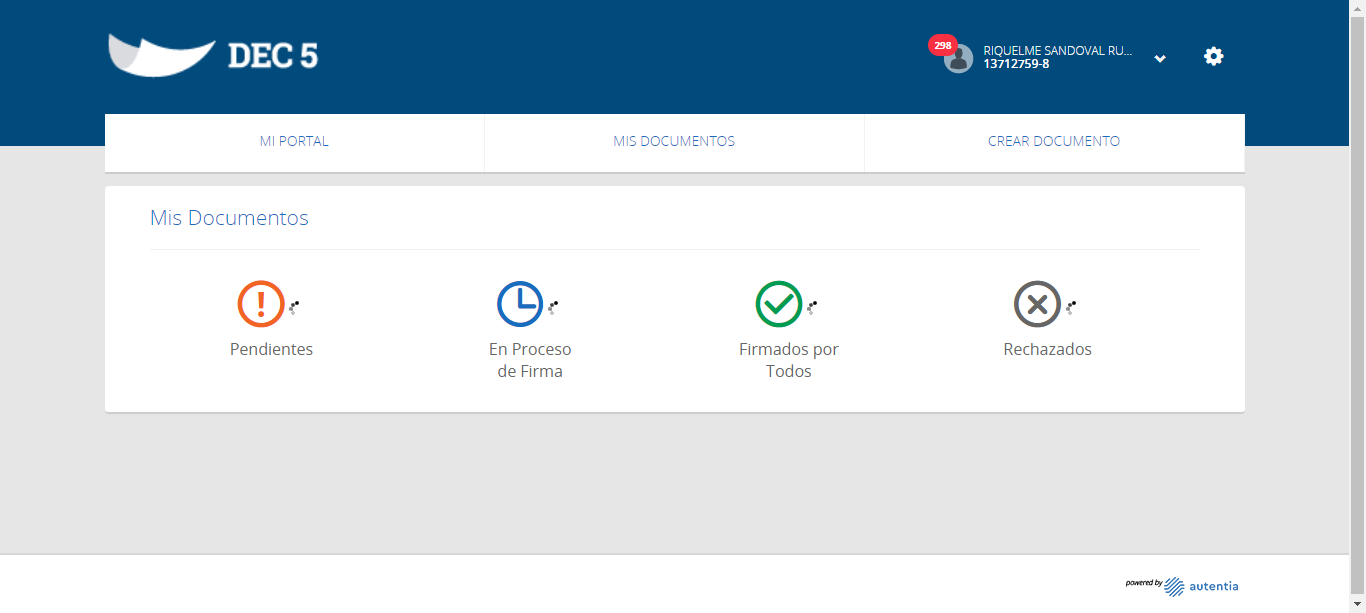 DEC 5
298
RIQUELME SANDOVAL RU...
13712759-8
MI PORTAL
MIS DOCUMENTOS
CREAR DOCUMENTO
Mis Documentos
Pendientes
En Proceso
de Firma
Firmados por
Todos
Rechazados
powered by
autentia